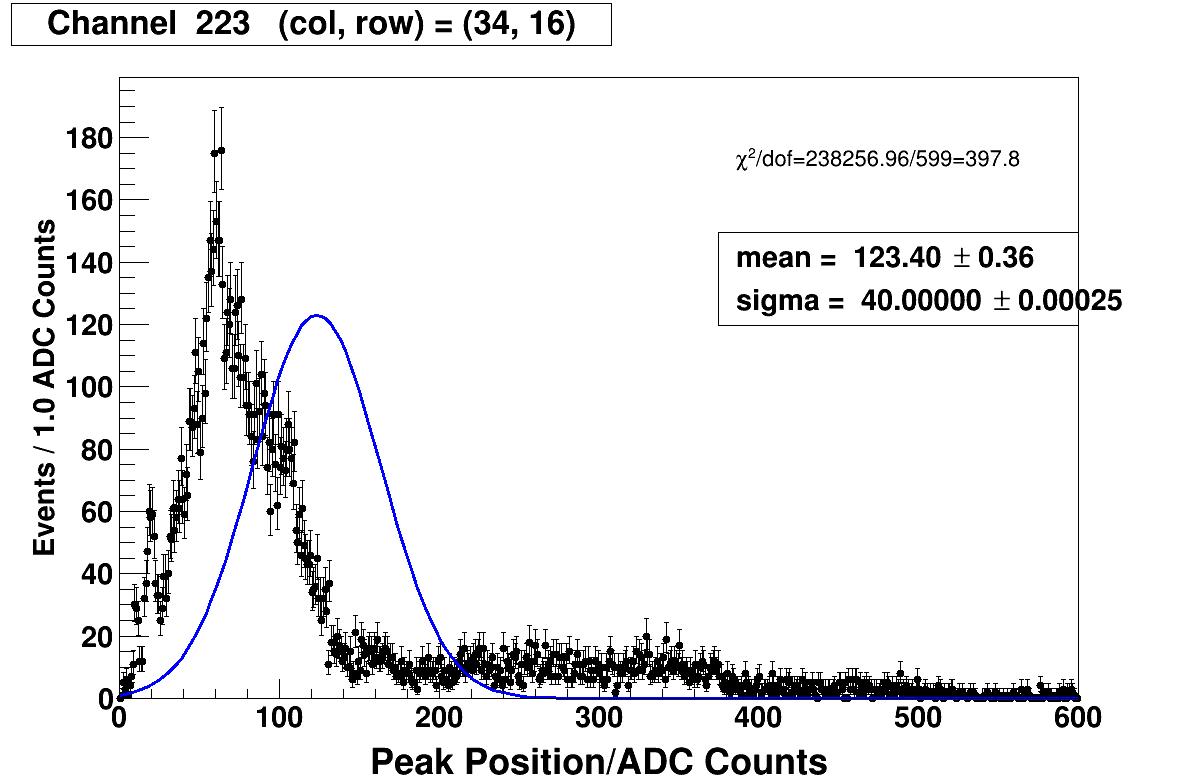 Channel 223 (col, row) = (34, 16)
χ²/dof=238256.96/599=397.8
mean = 123.40 ± 0.36
sigma = 40.00000 ± 0.00025
Events / 1.0 ADC Counts
180
160
140
120
100
80
60
40
20
0
0 100 200 300 400 500 600
Peak Position/ADC Counts